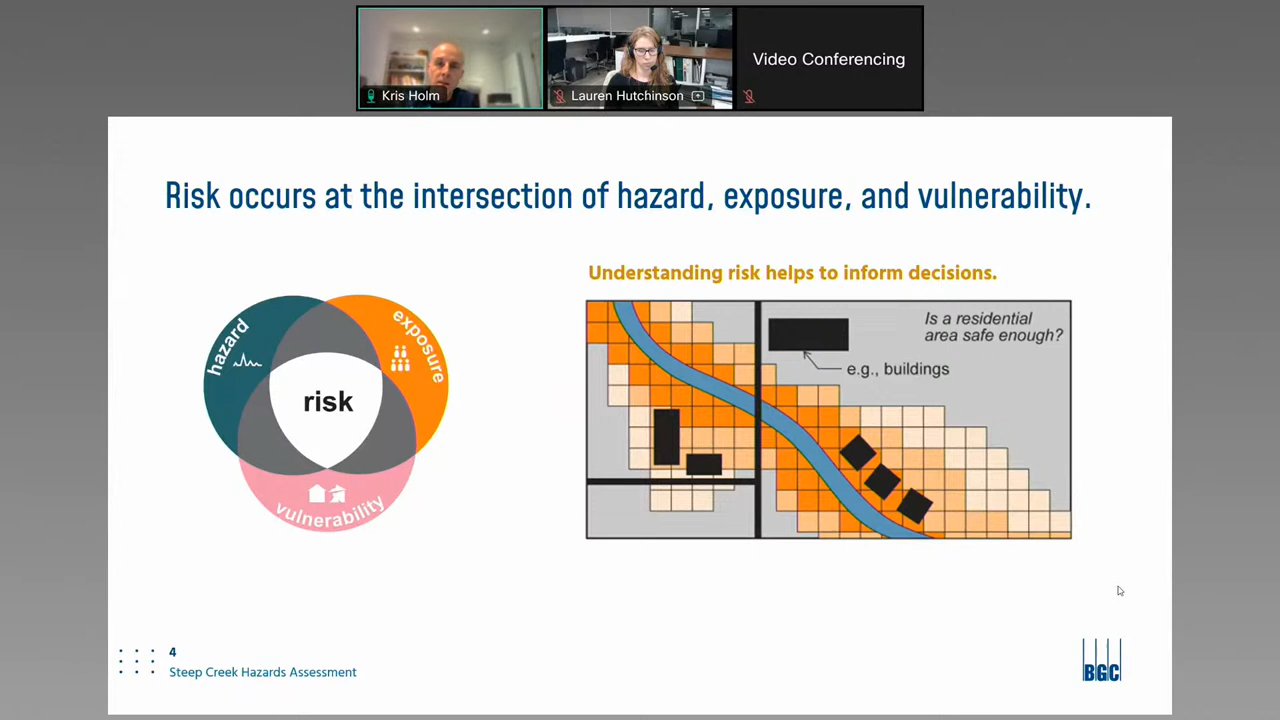 Kris Holm
Lauren Hutchinson
Video Conferencing
Risk occurs at the intersection of hazard, exposure, and vulnerability.
Understanding risk helps to inform decisions.
hazard
exposure
risk
vulnerability
Is a residential
area safe enough?
e.g., buildings
4
Steep Creek Hazards Assessment
BGC